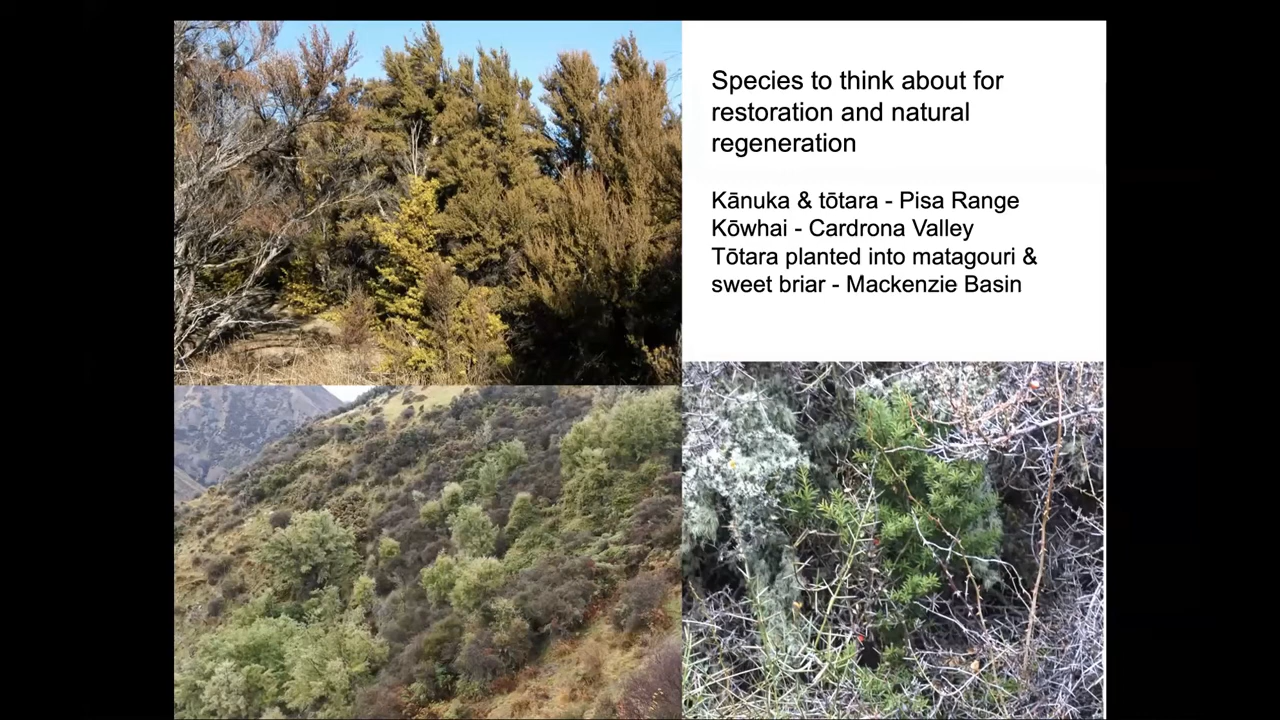 Species to think about for
restoration and natural
regeneration
Kānuka & tōtara - Pisa Range
Kōwhai - Cardrona Valley
Tōtara planted into matagouri &
sweet briar - Mackenzie Basin